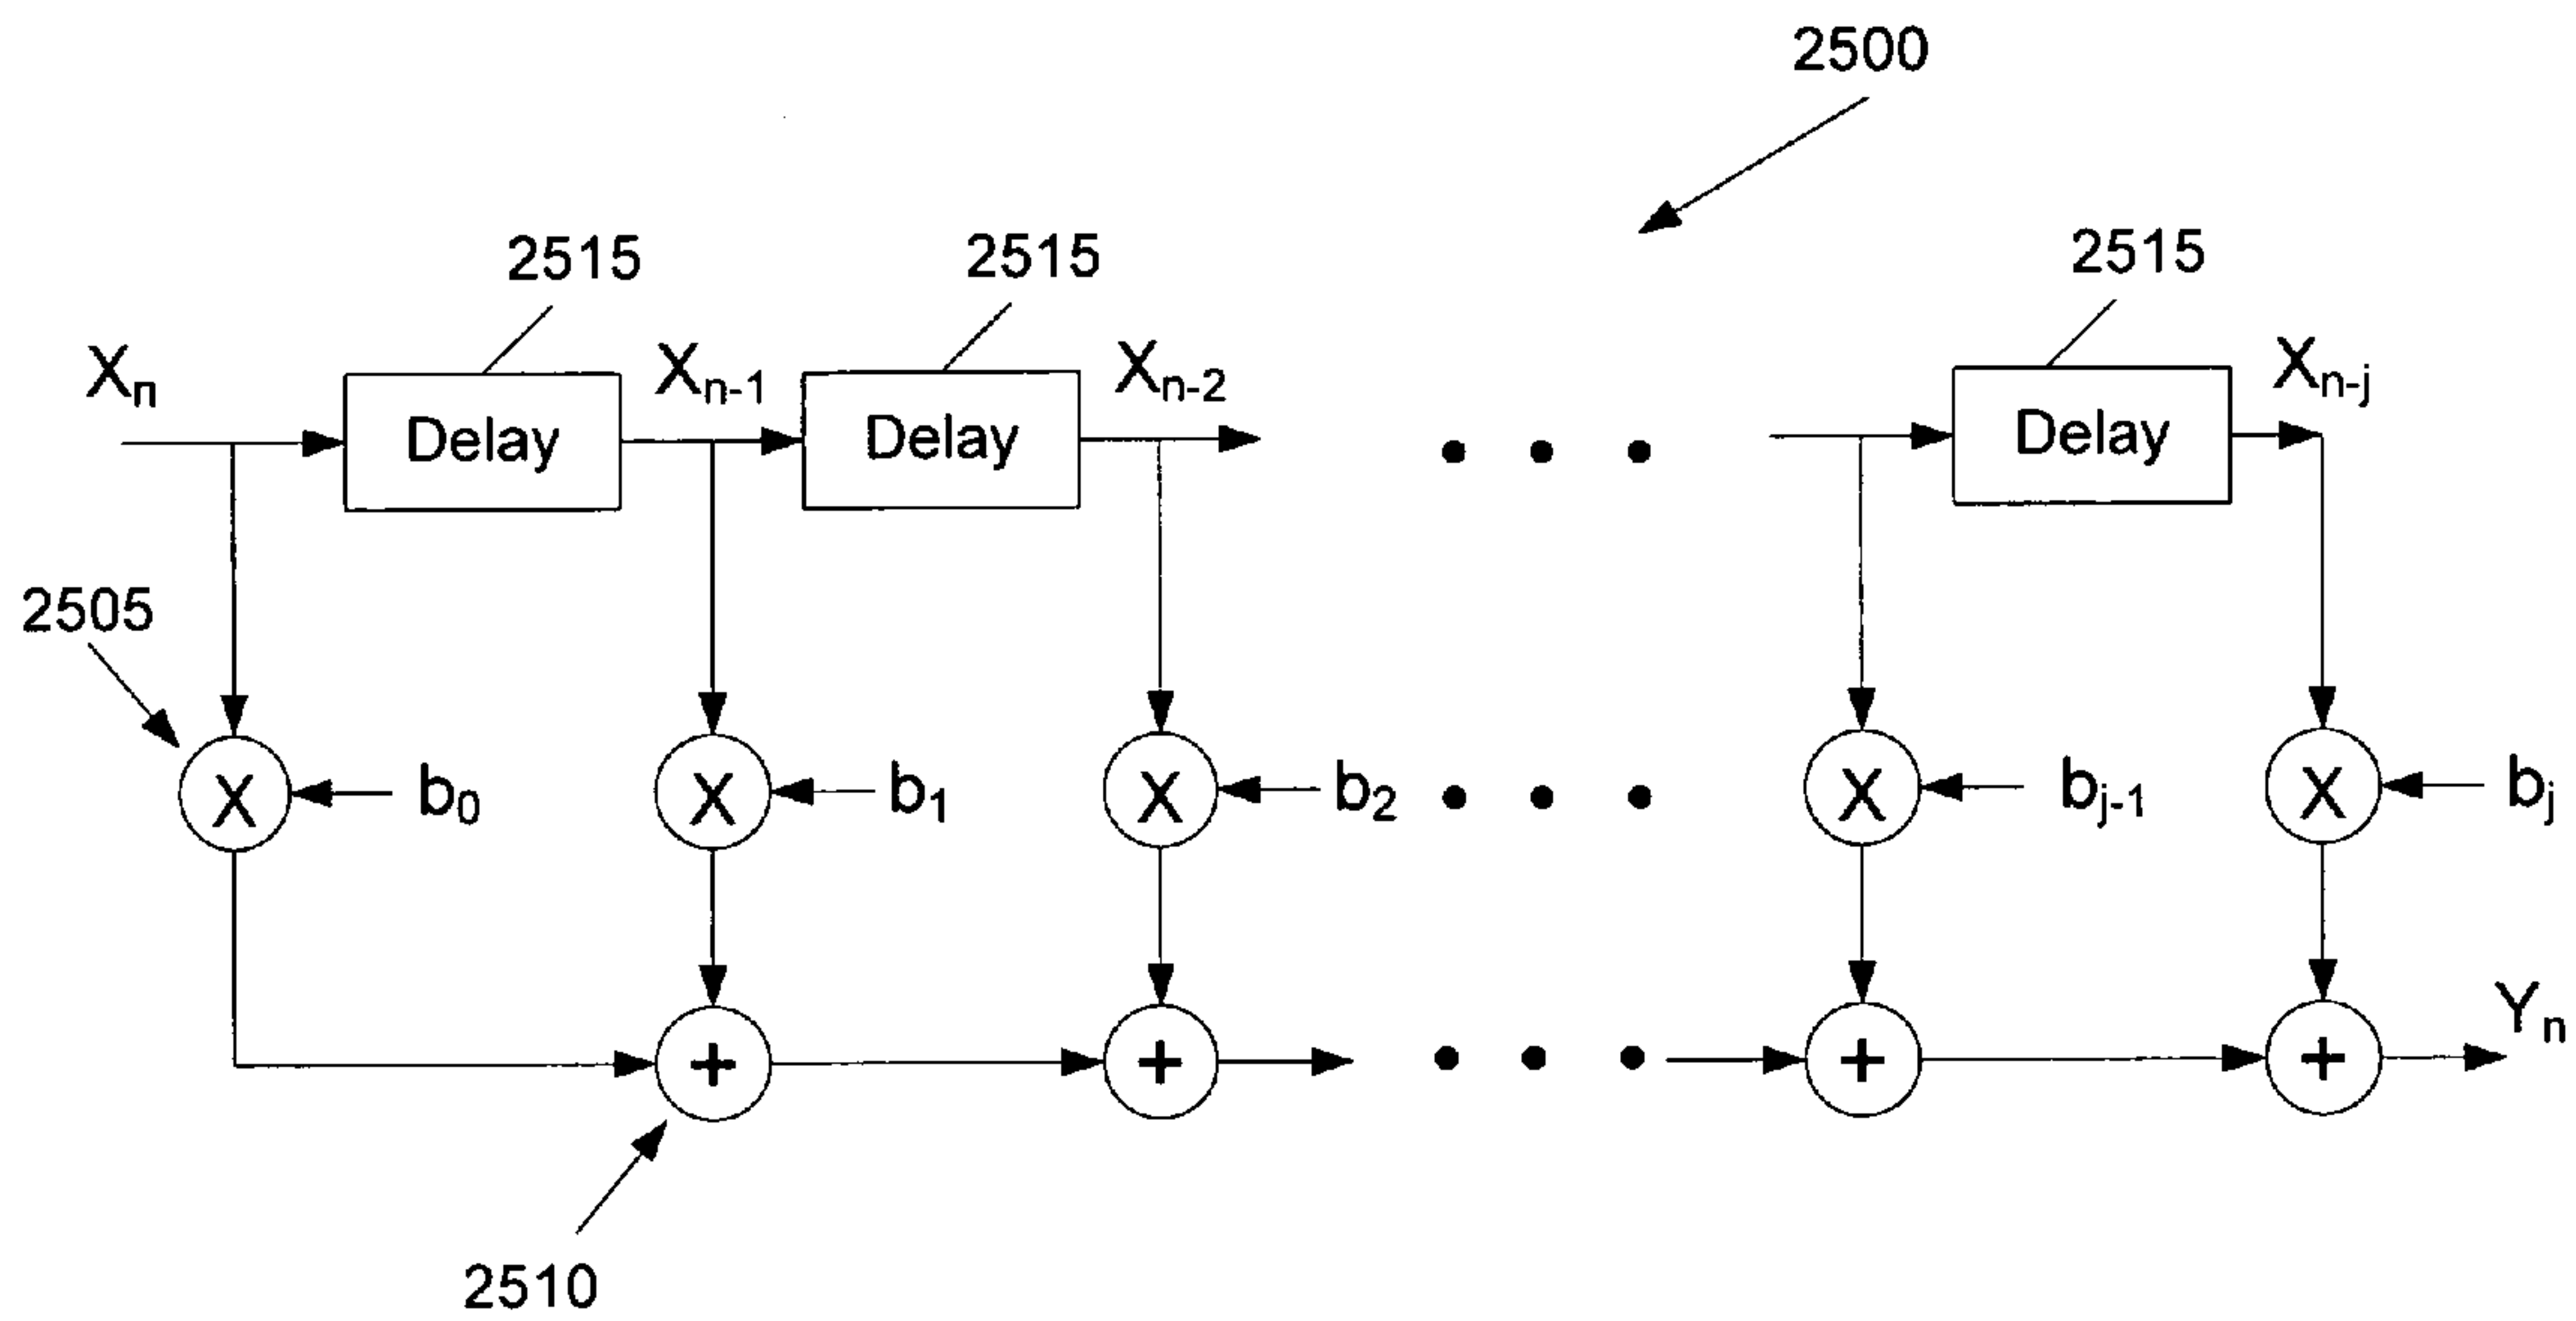 2500
2515 2515 2515
Xₙ Delay Xₙ₋₁ Delay Xₙ₋₂ • • • Delay Xₙ₋ⱼ
2505
X b₀ X b₁ X b₂ • • • X bⱼ₋₁ X bⱼ
+ + • • • + + Yₙ
2510